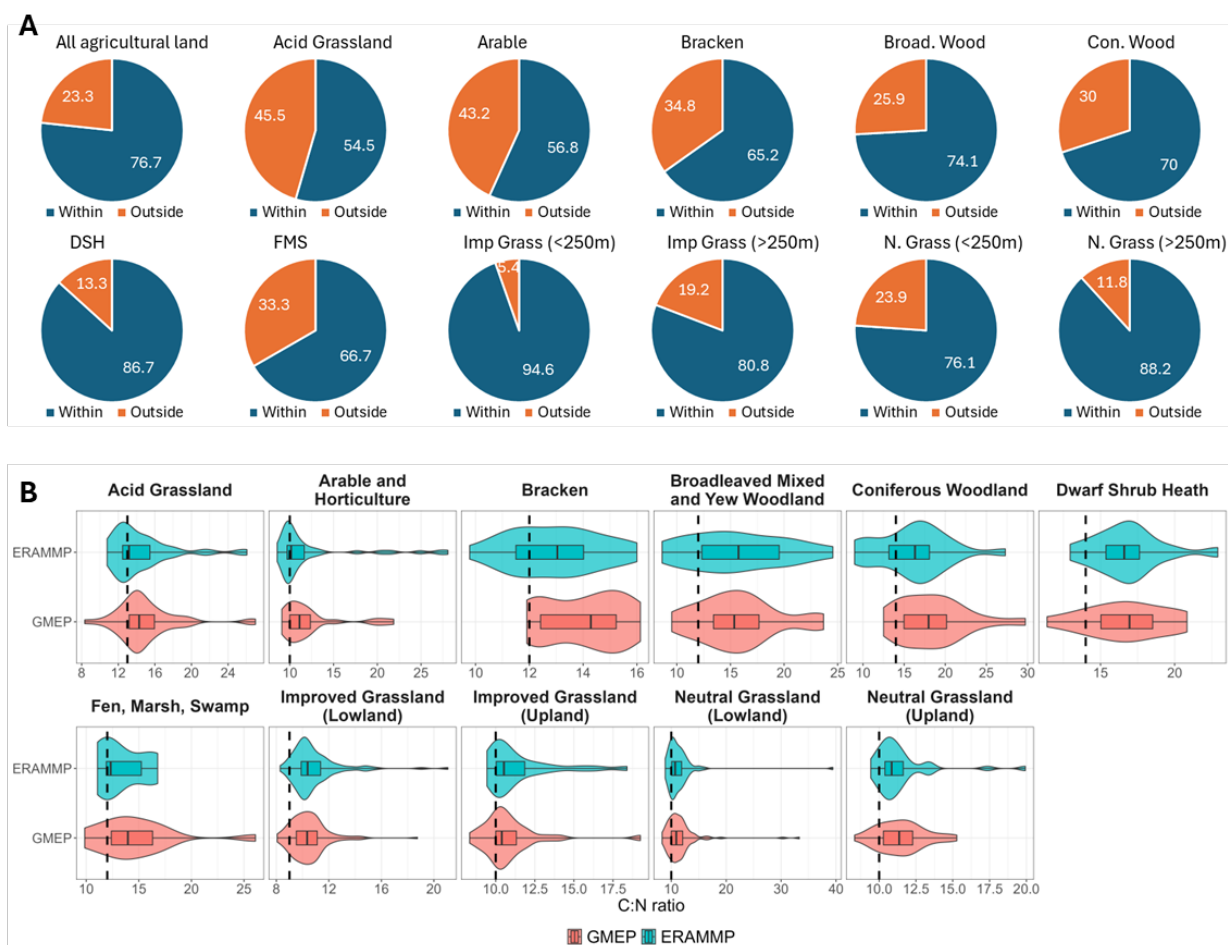 A
All agricultural land
Acid Grassland
Arable
Bracken
Broad. Wood
Con. Wood
23.3
76.7
45.5
54.5
43.2
56.8
34.8
65.2
25.9
74.1
30
70
Within Outside
Within Outside
Within Outside
Within Outside
Within Outside
Within Outside
DSH
FMS
Imp Grass (<250m)
Imp Grass (>250m)
N. Grass (<250m)
N. Grass (>250m)
13.3
86.7
33.3
66.7
5.4
94.6
19.2
80.8
23.9
76.1
11.8
88.2
Within Outside
Within Outside
Within Outside
Within Outside
Within Outside
Within Outside
B
Acid Grassland
Arable and
Horticulture
Bracken
Broadleaved Mixed
and Yew Woodland
Coniferous Woodland
Dwarf Shrub Heath
ERAMMP
GMEP
8 12 16 20 24
10 15 20 25
10 12 14 16
10 15 20 25
10 15 20 25 30
15 20
Fen, Marsh, Swamp
Improved Grassland
(Lowland)
Improved Grassland
(Upland)
Neutral Grassland
(Lowland)
Neutral Grassland
(Upland)
ERAMMP
GMEP
10 15 20 25
8 12 16 20
10.0 12.5 15.0 17.5
10 20 30 40
10.0 12.5 15.0 17.5 20.0
C:N ratio
GMEP ERAMMP